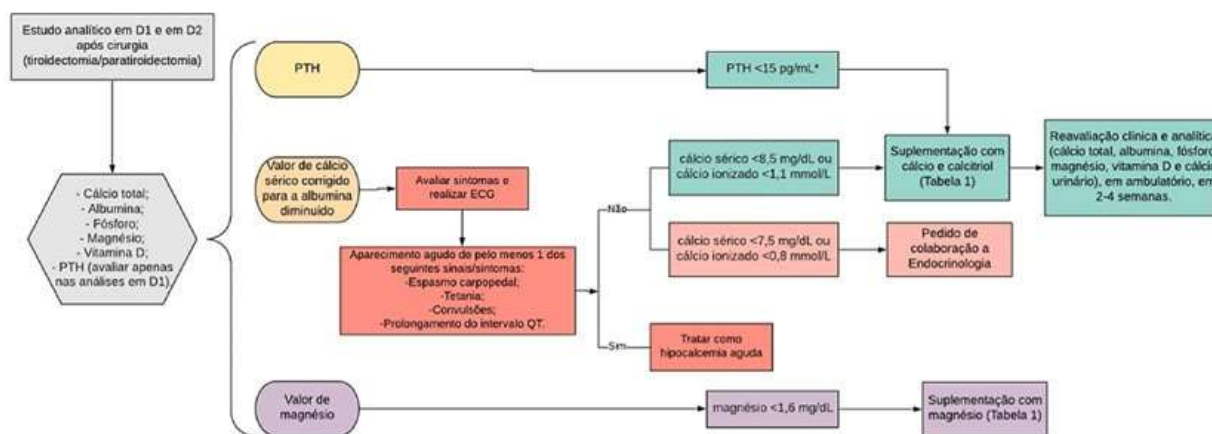 Estudo analítico em D1 e em D2
após cirurgia
(tiroidectomia/paratiroidectomia)
- Cálcio total;
- Albumina;
- Fósforo;
- Magnésio;
- Vitamina D;
- PTH (avaliar apenas
nas análises em D1).
PTH
PTH <15 pg/mL*
Valor de cálcio
sérico corrigido
para a albumina
diminuído
Avaliar sintomas e
realizar ECG
Aparecimento agudo de pelo menos 1 dos
seguintes sinais/sintomas:
-Espasmo carpopedal;
-Tetania;
-Convulsões;
-Prolongamento do intervalo QT.
Não
cálcio sérico <8,5 mg/dL ou
cálcio ionizado <1,1 mmol/L
Suplementação com
cálcio e calcitriol
(Tabela 1)
Reavaliação clínica e analítica
(cálcio total, albumina, fósforo
magnésio, vitamina D e cálcio
urinário), em ambulatório, em
2-4 semanas.
cálcio sérico <7,5 mg/dL ou
cálcio ionizado <0,8 mmol/L
Pedido de
colaboração a
Endocrinologia
Sim
Tratar como
hipocalcemia aguda
Valor de
magnésio
magnésio <1,6 mg/dL
Suplementação com
magnésio (Tabela 1)